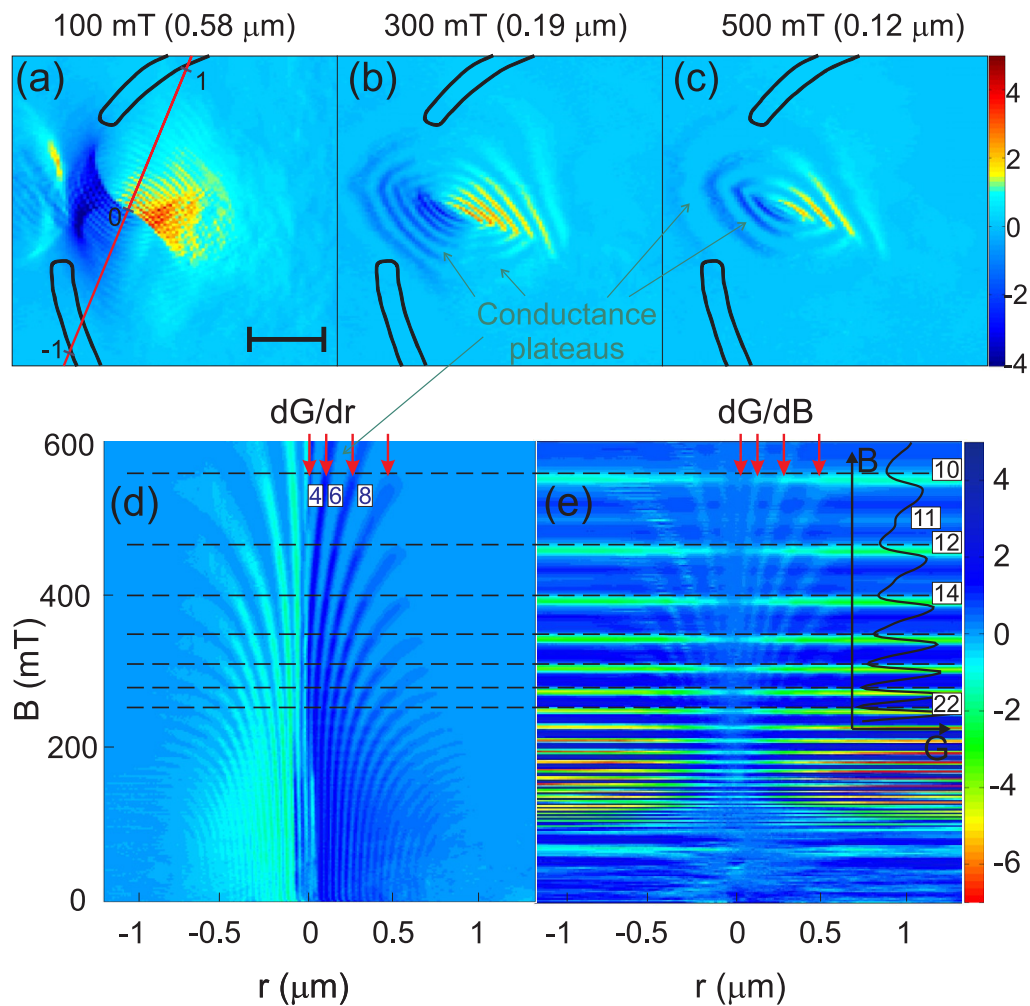 100 mT (0.58 μm)
300 mT (0.19 μm)
500 mT (0.12 μm)
(a)
1
0
-1
(b)
(c)
Conductance
plateaus
4
2
0
-2
-4
dG/dr
dG/dB
600
400
200
0
B (mT)
(d)
4
6
8
(e)
B
10
11
12
14
22
G
4
2
0
-2
-4
-6
-1
-0.5
0
0.5
1
-1
-0.5
0
0.5
1
r (μm)
r (μm)